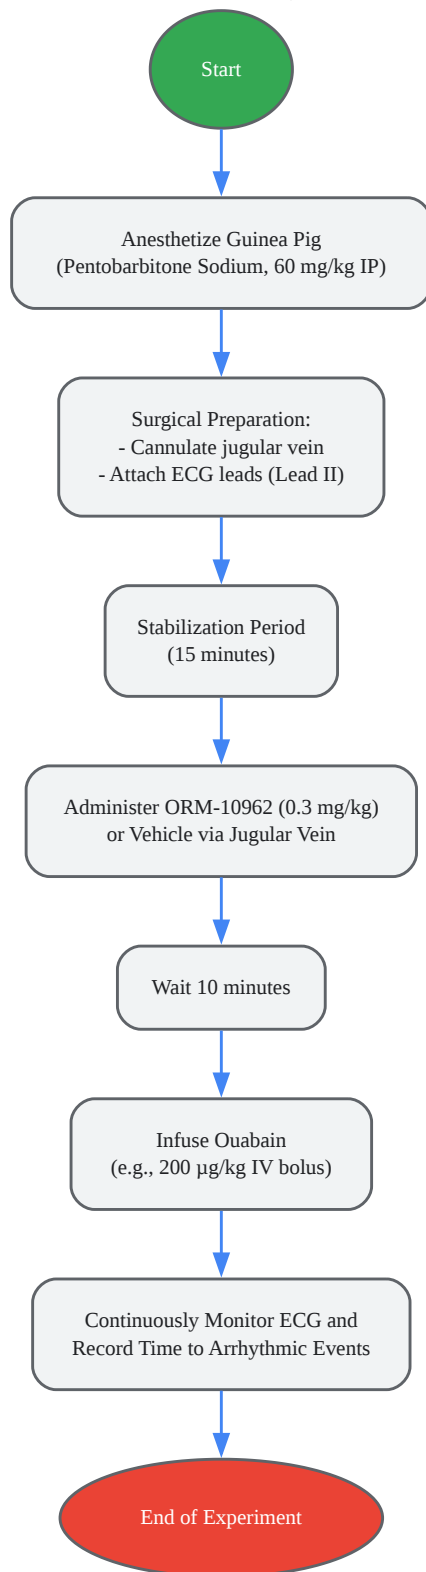 Start
Anesthetize Guinea Pig
(Pentobarbitone Sodium, 60 mg/kg IP)
Surgical Preparation:
- Cannulate jugular vein
- Attach ECG leads (Lead II)
Stabilization Period
(15 minutes)
Administer ORM-10962 (0.3 mg/kg)
or Vehicle via Jugular Vein
Wait 10 minutes
Infuse Ouabain
(e.g., 200 µg/kg IV bolus)
Continuously Monitor ECG and
Record Time to Arrhythmic Events
End of Experiment